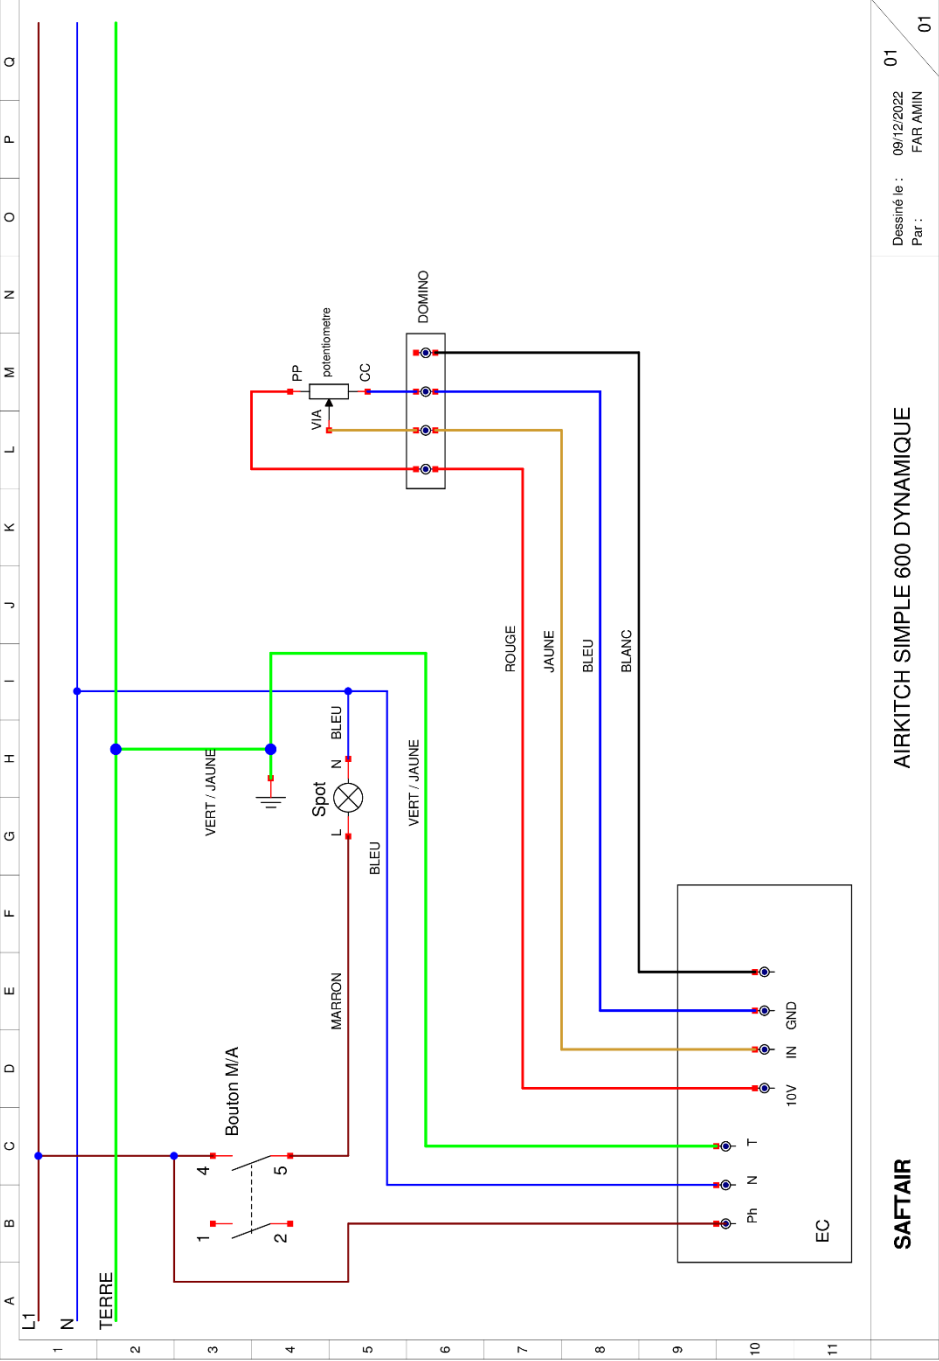 A B C D E F G H I J K L M N O P Q
1
2
3
4
5
6
7
8
9
10
11
L1
N
TERRE
Bouton M/A
1
2
4
5
MARRON
Spot
L
N
BLEU
BLEU
VERT / JAUNE
VERT / JAUNE
PP
potentiometre
VIA
CC
DOMINO
ROUGE
JAUNE
BLEU
BLANC
Ph
N
T
10V
IN
GND
EC
SAFTAIR
AIRKITCH SIMPLE 600 DYNAMIQUE
Dessiné le : 09/12/2022
Par : FAR AMIN
01
01